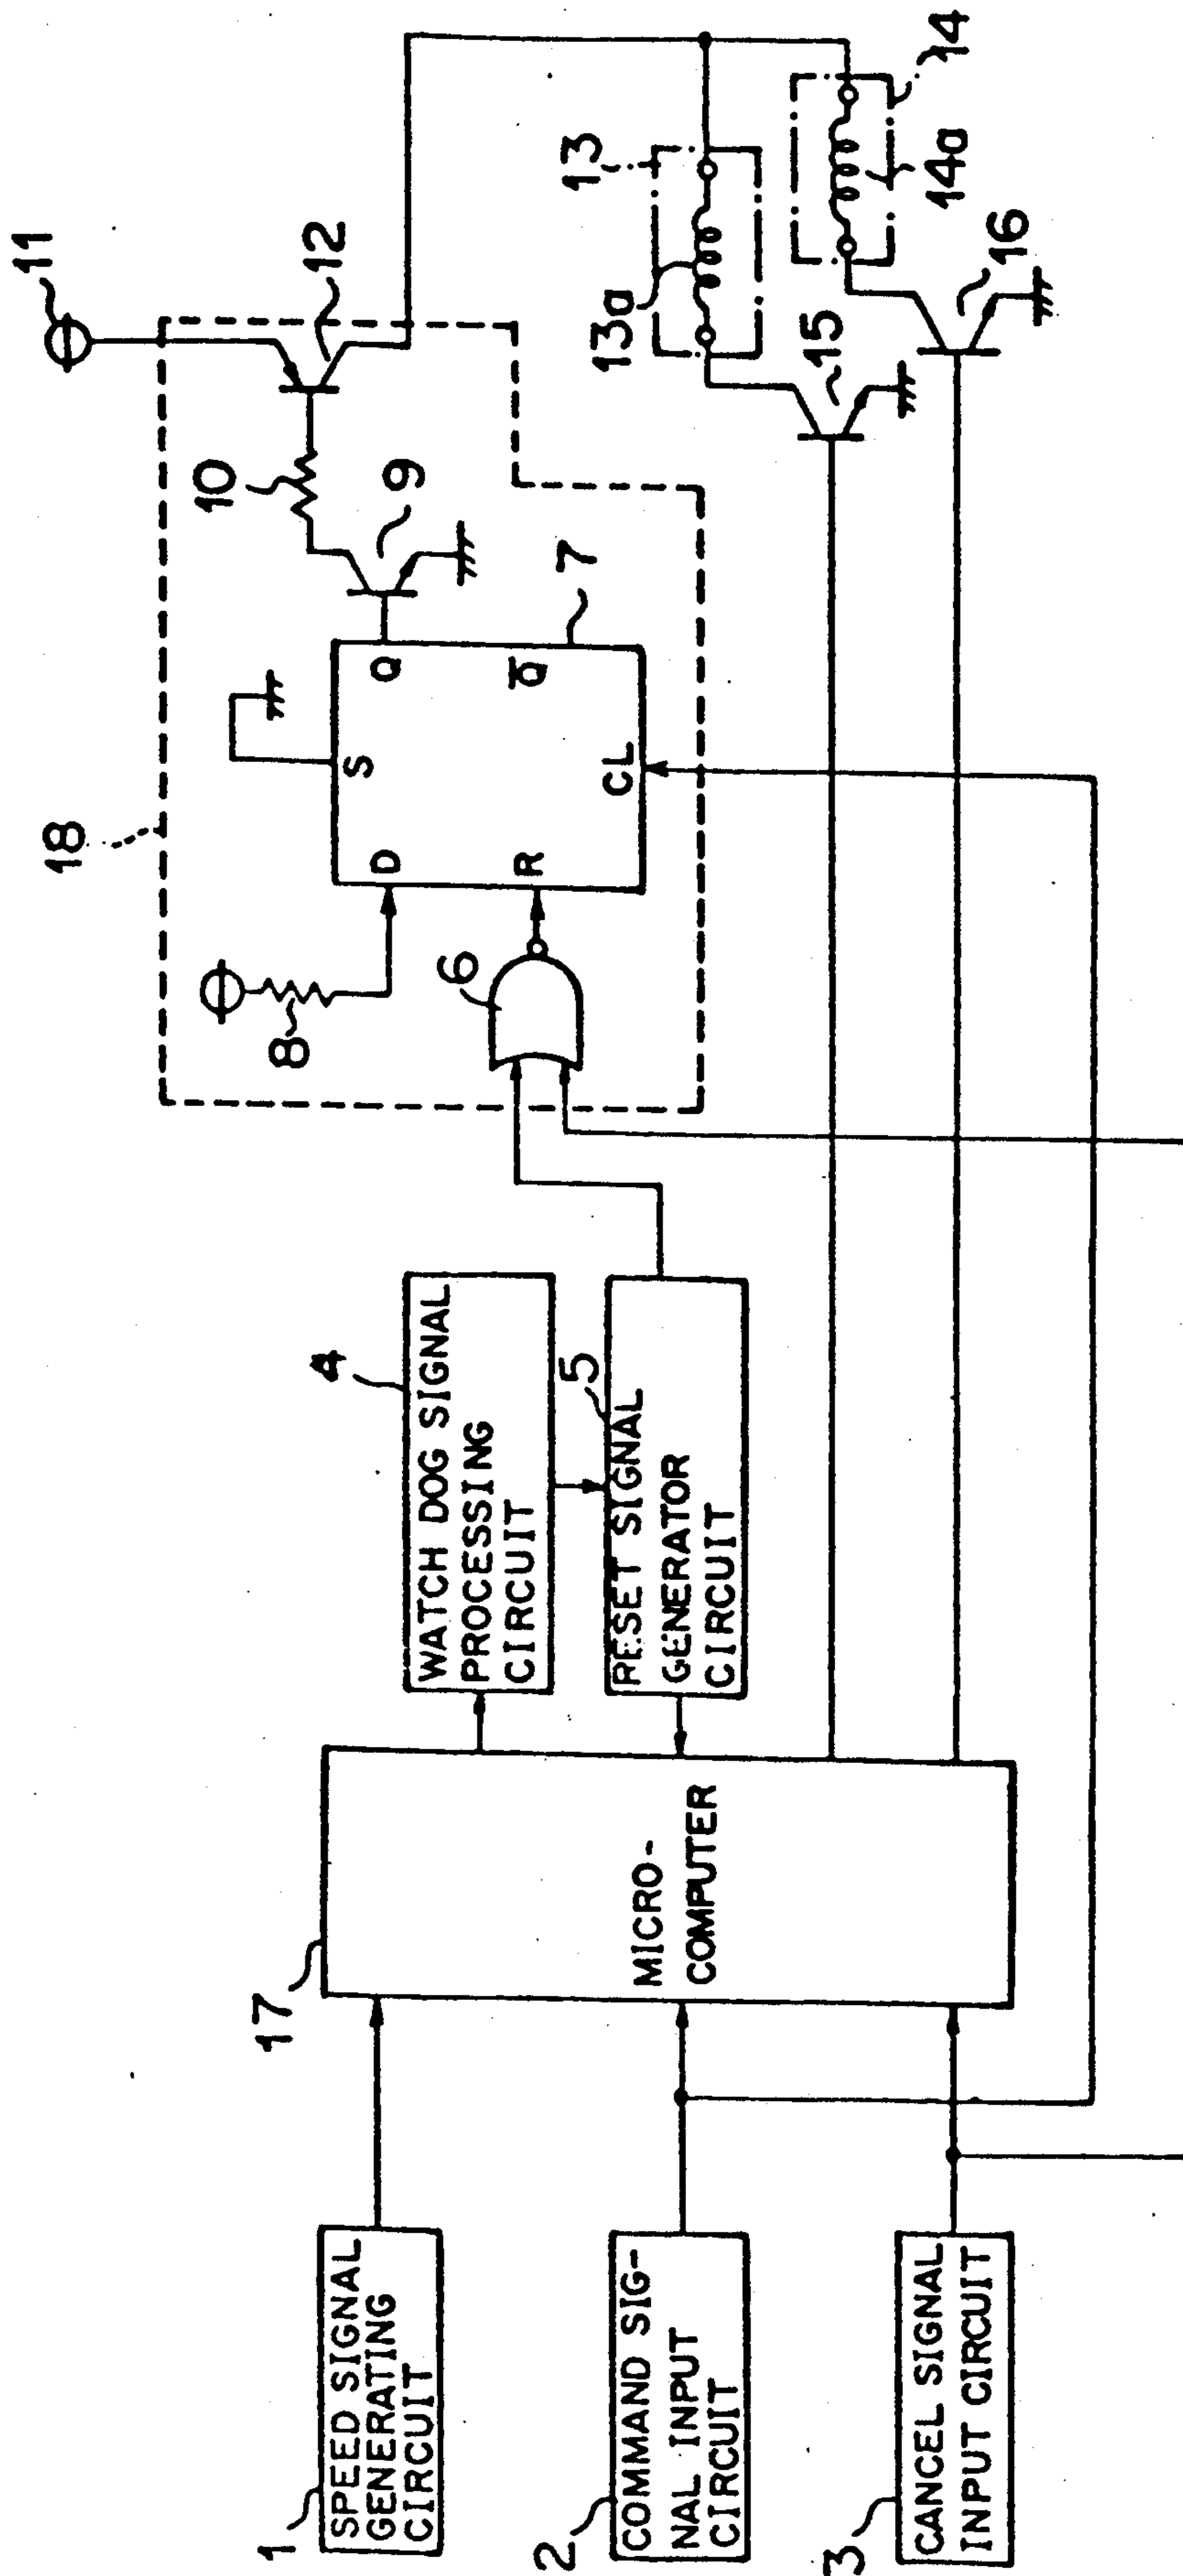 1
SPEED SIGNAL
GENERATING
CIRCUIT
2
COMMAND SIG-
NAL INPUT
CIRCUIT
3
CANCEL SIGNAL
INPUT CIRCUIT
17
MICRO-
COMPUTER
4
WATCH DOG SIGNAL
PROCESSING
CIRCUIT
5
RESET SIGNAL
GENERATOR
CIRCUIT
18
8
6
D
R
S
CL
Q
Q̅
7
9
10
11
12
13
13a
14
14a
15
16